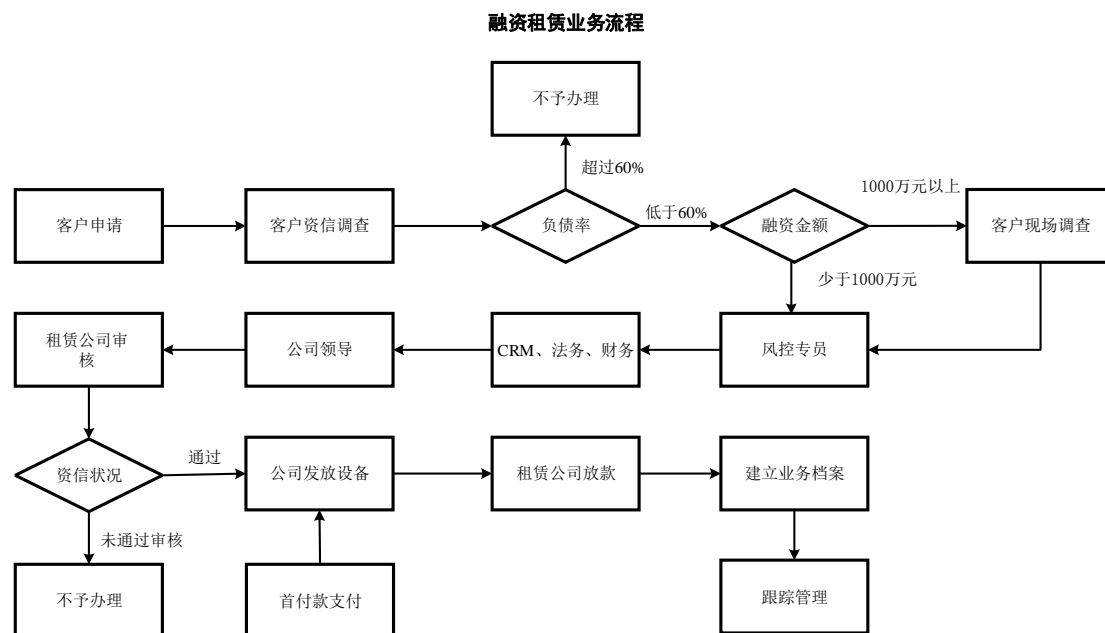 融资租赁业务流程
不予办理
超过60%
1000万元以上
客户申请
客户资信调查
负债率
低于60%
融资金额
客户现场调查
少于1000万元
租赁公司审
核
公司领导
CRM、法务、财务
风控专员
资信状况
通过
公司发放设备
租赁公司放款
建立业务档案
未通过审核
不予办理
首付款支付
跟踪管理